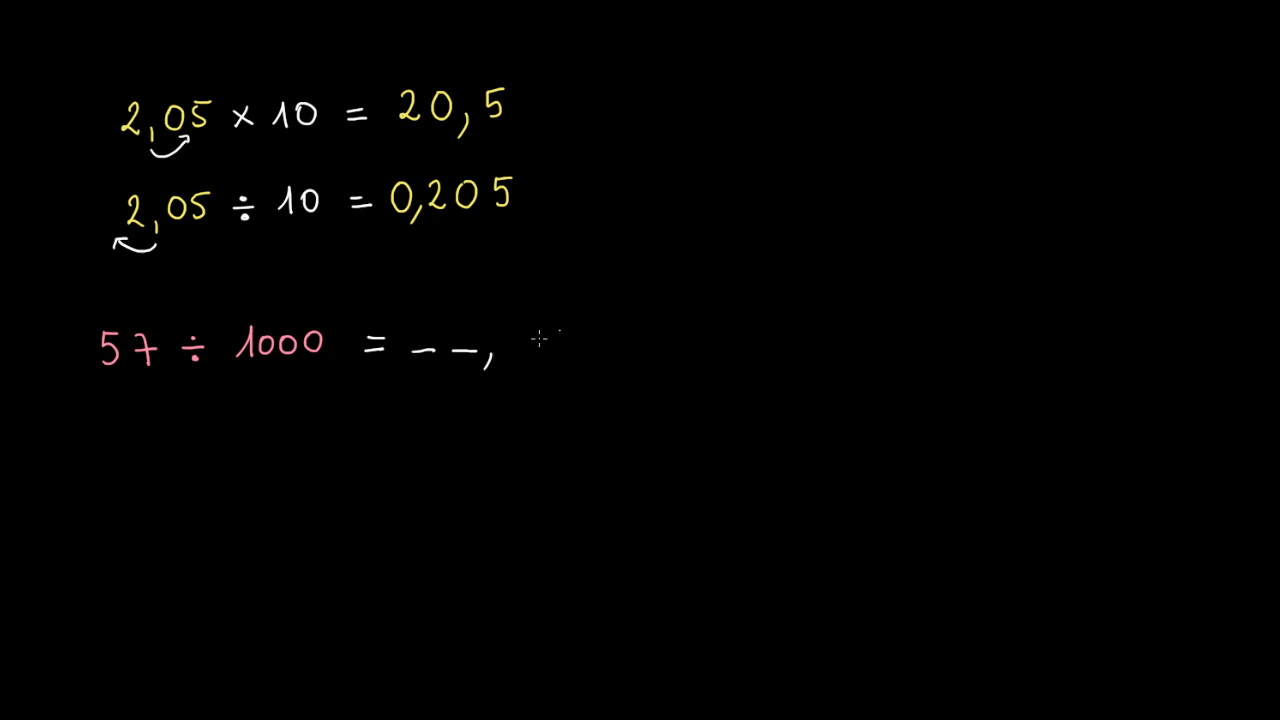 2,05 × 10 = 20,5
2,05 ÷ 10 = 0,205
57 ÷ 1000 = _ _,